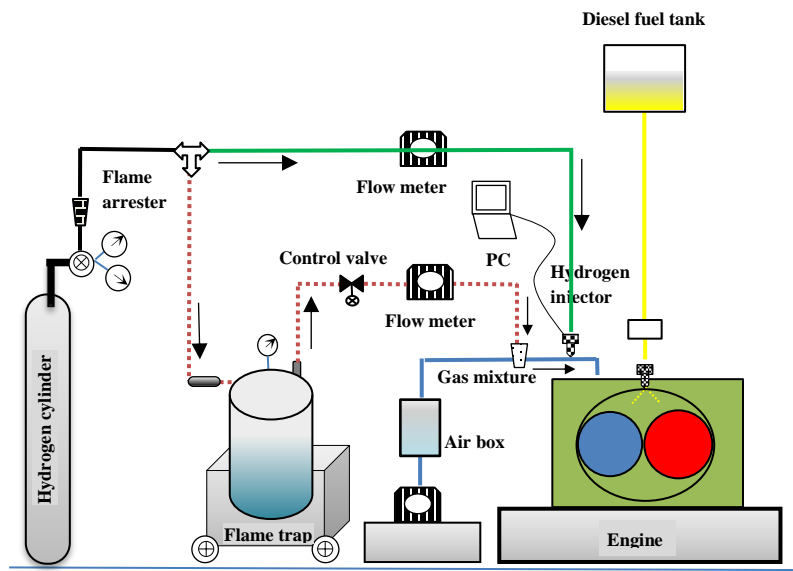 Diesel fuel tank
Flame
arrester
Flow meter
Control valve
PC
Hydrogen
injector
Flow meter
Gas mixture
Hydrogen cylinder
Air box
Flame trap
Engine